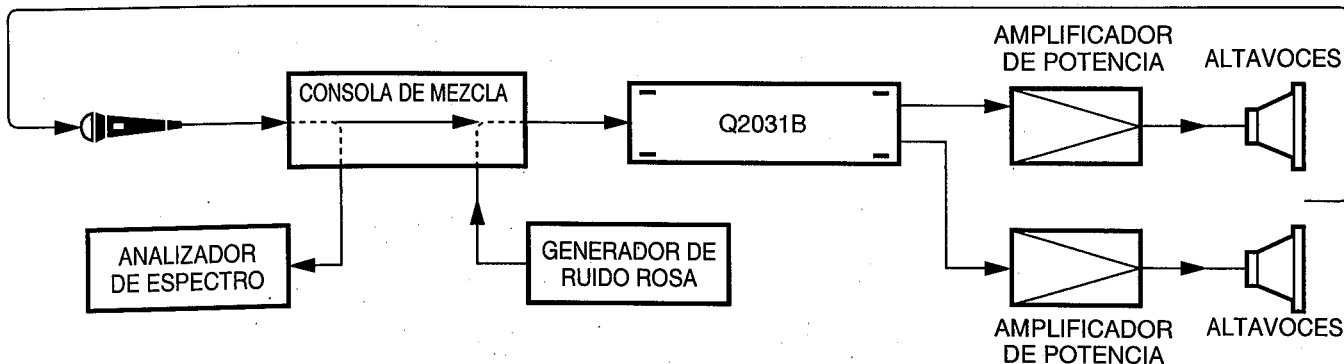 AMPLIFICADOR
DE POTENCIA
ALTAVOCES
CONSOLA DE MEZCLA
Q2031B
ANALIZADOR
DE ESPECTRO
GENERADOR DE
RUIDO ROSA
AMPLIFICADOR
DE POTENCIA
ALTAVOCES